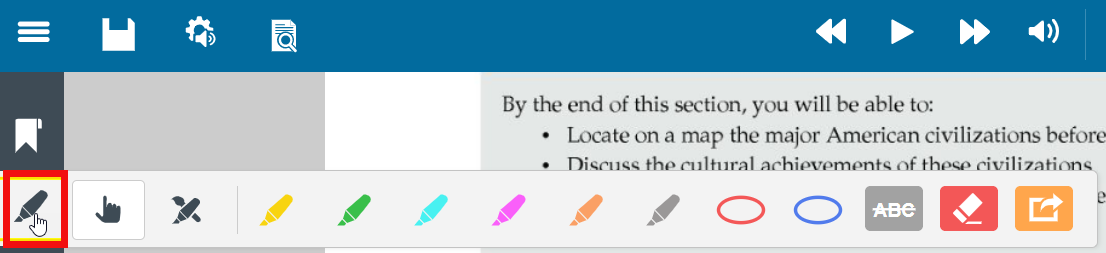 By the end of this section, you will be able to:
• Locate on a map the major American civilizations before
• Discuss the cultural achievements of these civilizations
ABC